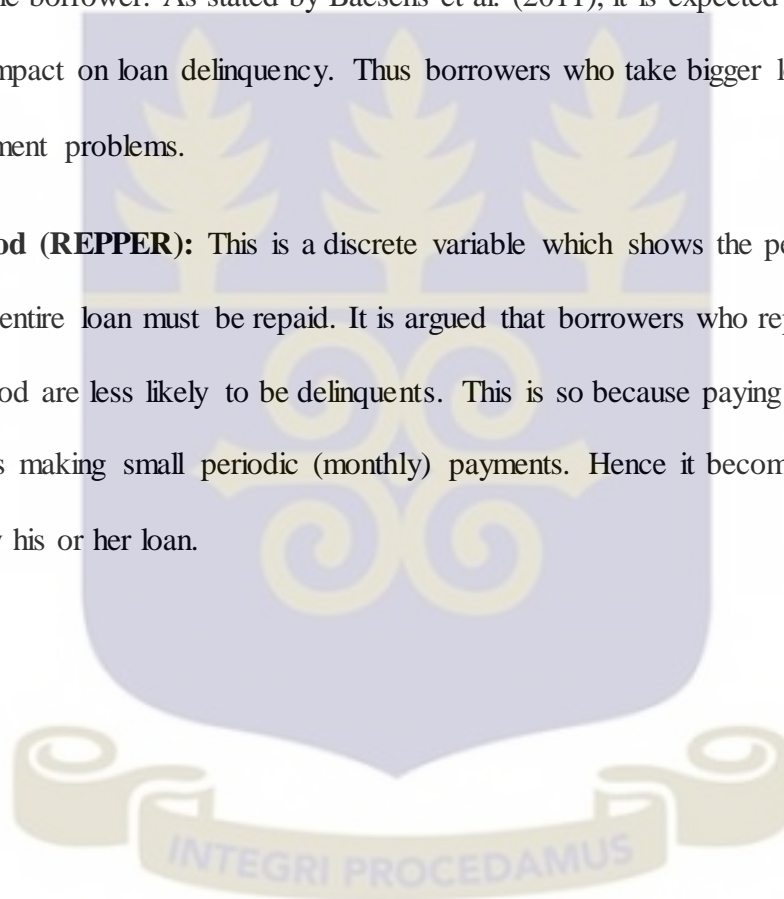 borrower. As stated by Baesens et al. (2011), it is expected
mpact on loan delinquency. Thus borrowers who take bigger
ment problems.
od (REPPER): This is a discrete variable which shows the pe
entire loan must be repaid. It is argued that borrowers who rep
od are less likely to be delinquents. This is so because paying
s making small periodic (monthly) payments. Hence it becom
his or her loan.
INTEGRI PROCEDAMUS